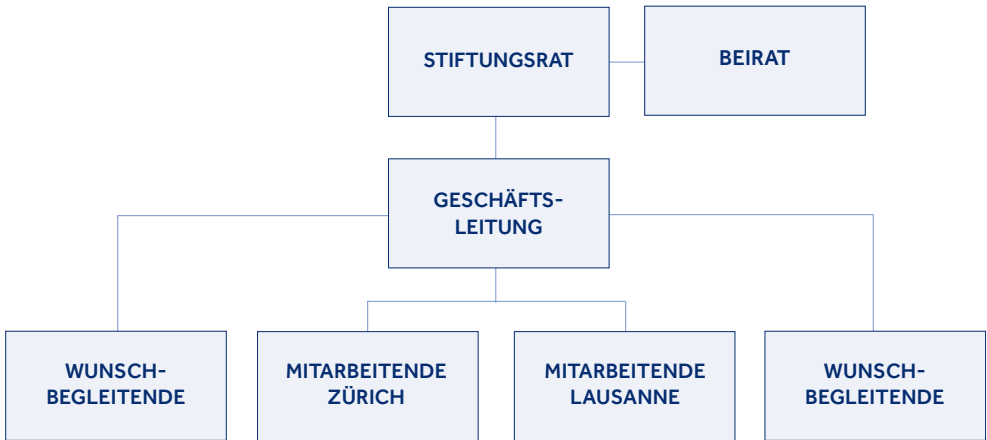 STIFTUNGSRAT
BEIRAT
GESCHÄFTS-
LEITUNG
WUNSCH-
BEGLEITENDE
MITARBEITENDE
ZÜRICH
MITARBEITENDE
LAUSANNE
WUNSCH-
BEGLEITENDE